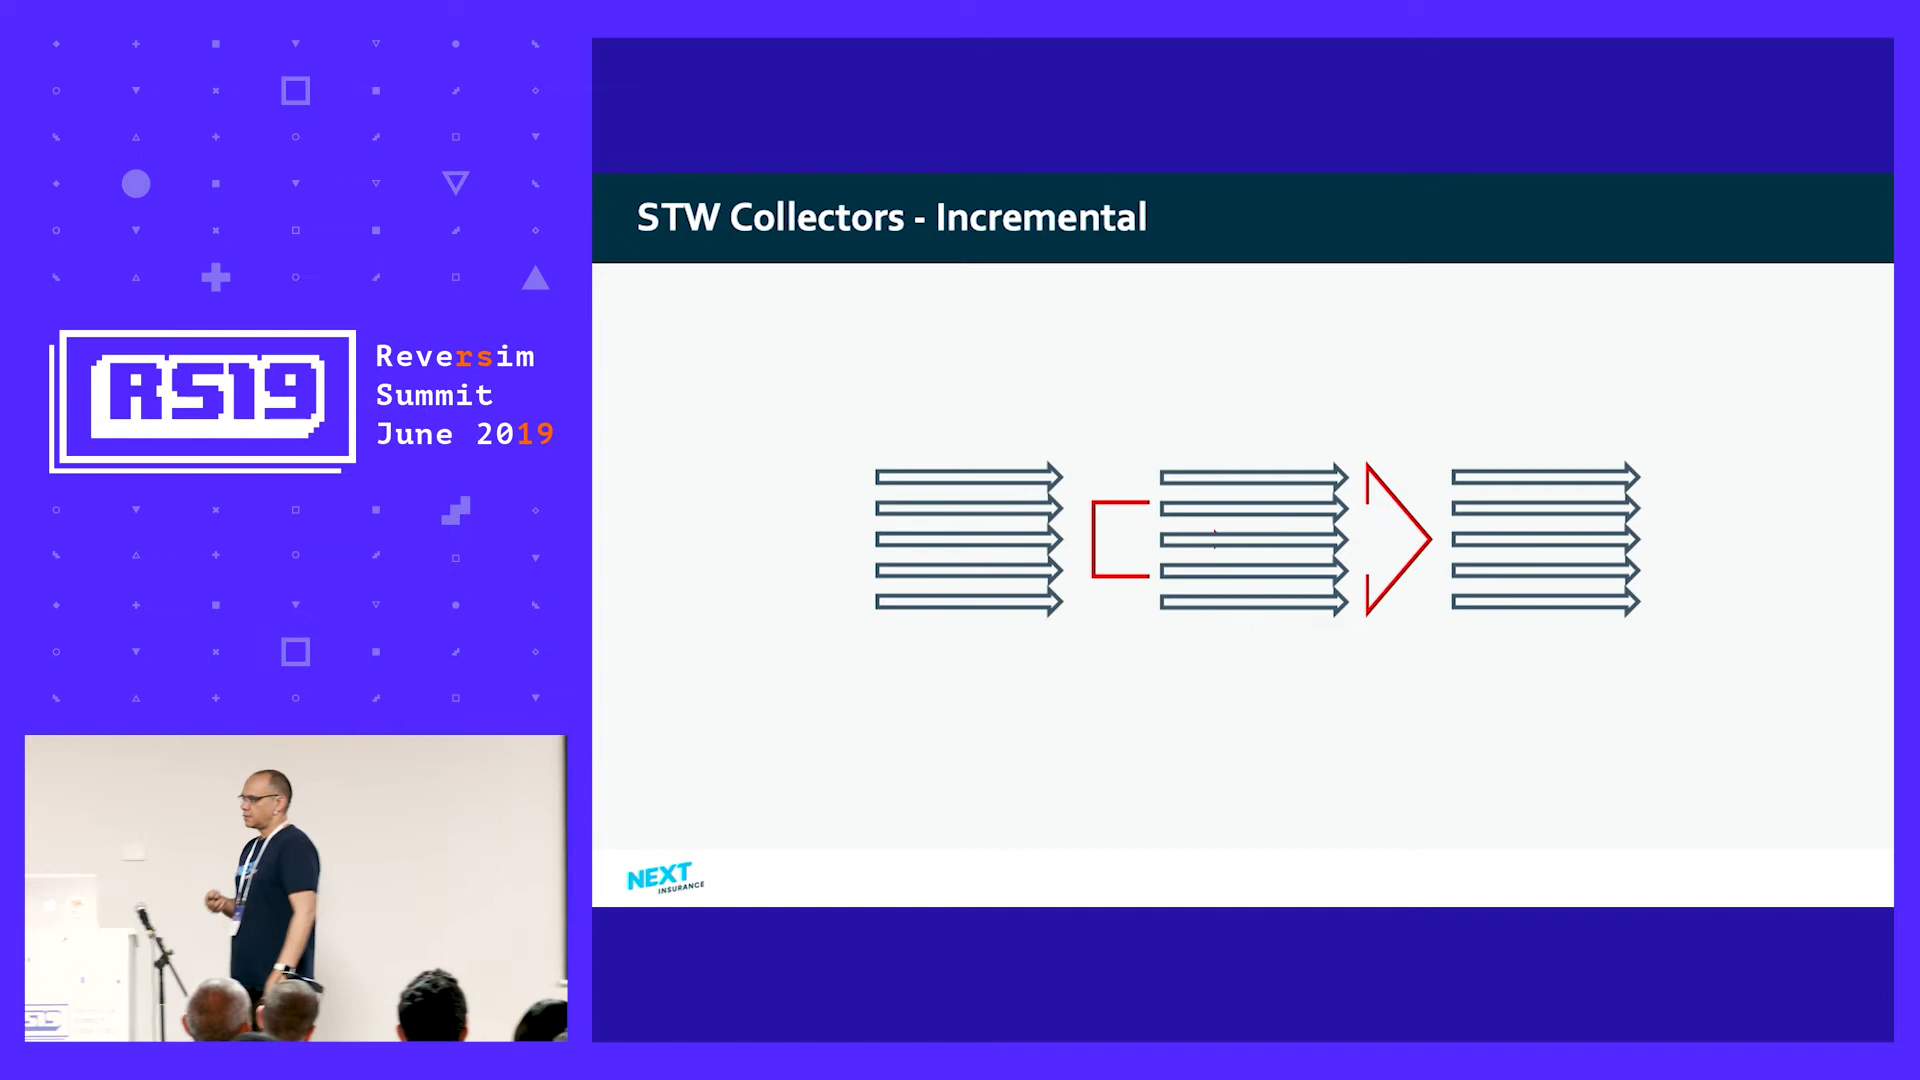 RS19
Reversim
Summit
June 2019
STW Collectors - Incremental
NEXT
INSURANCE